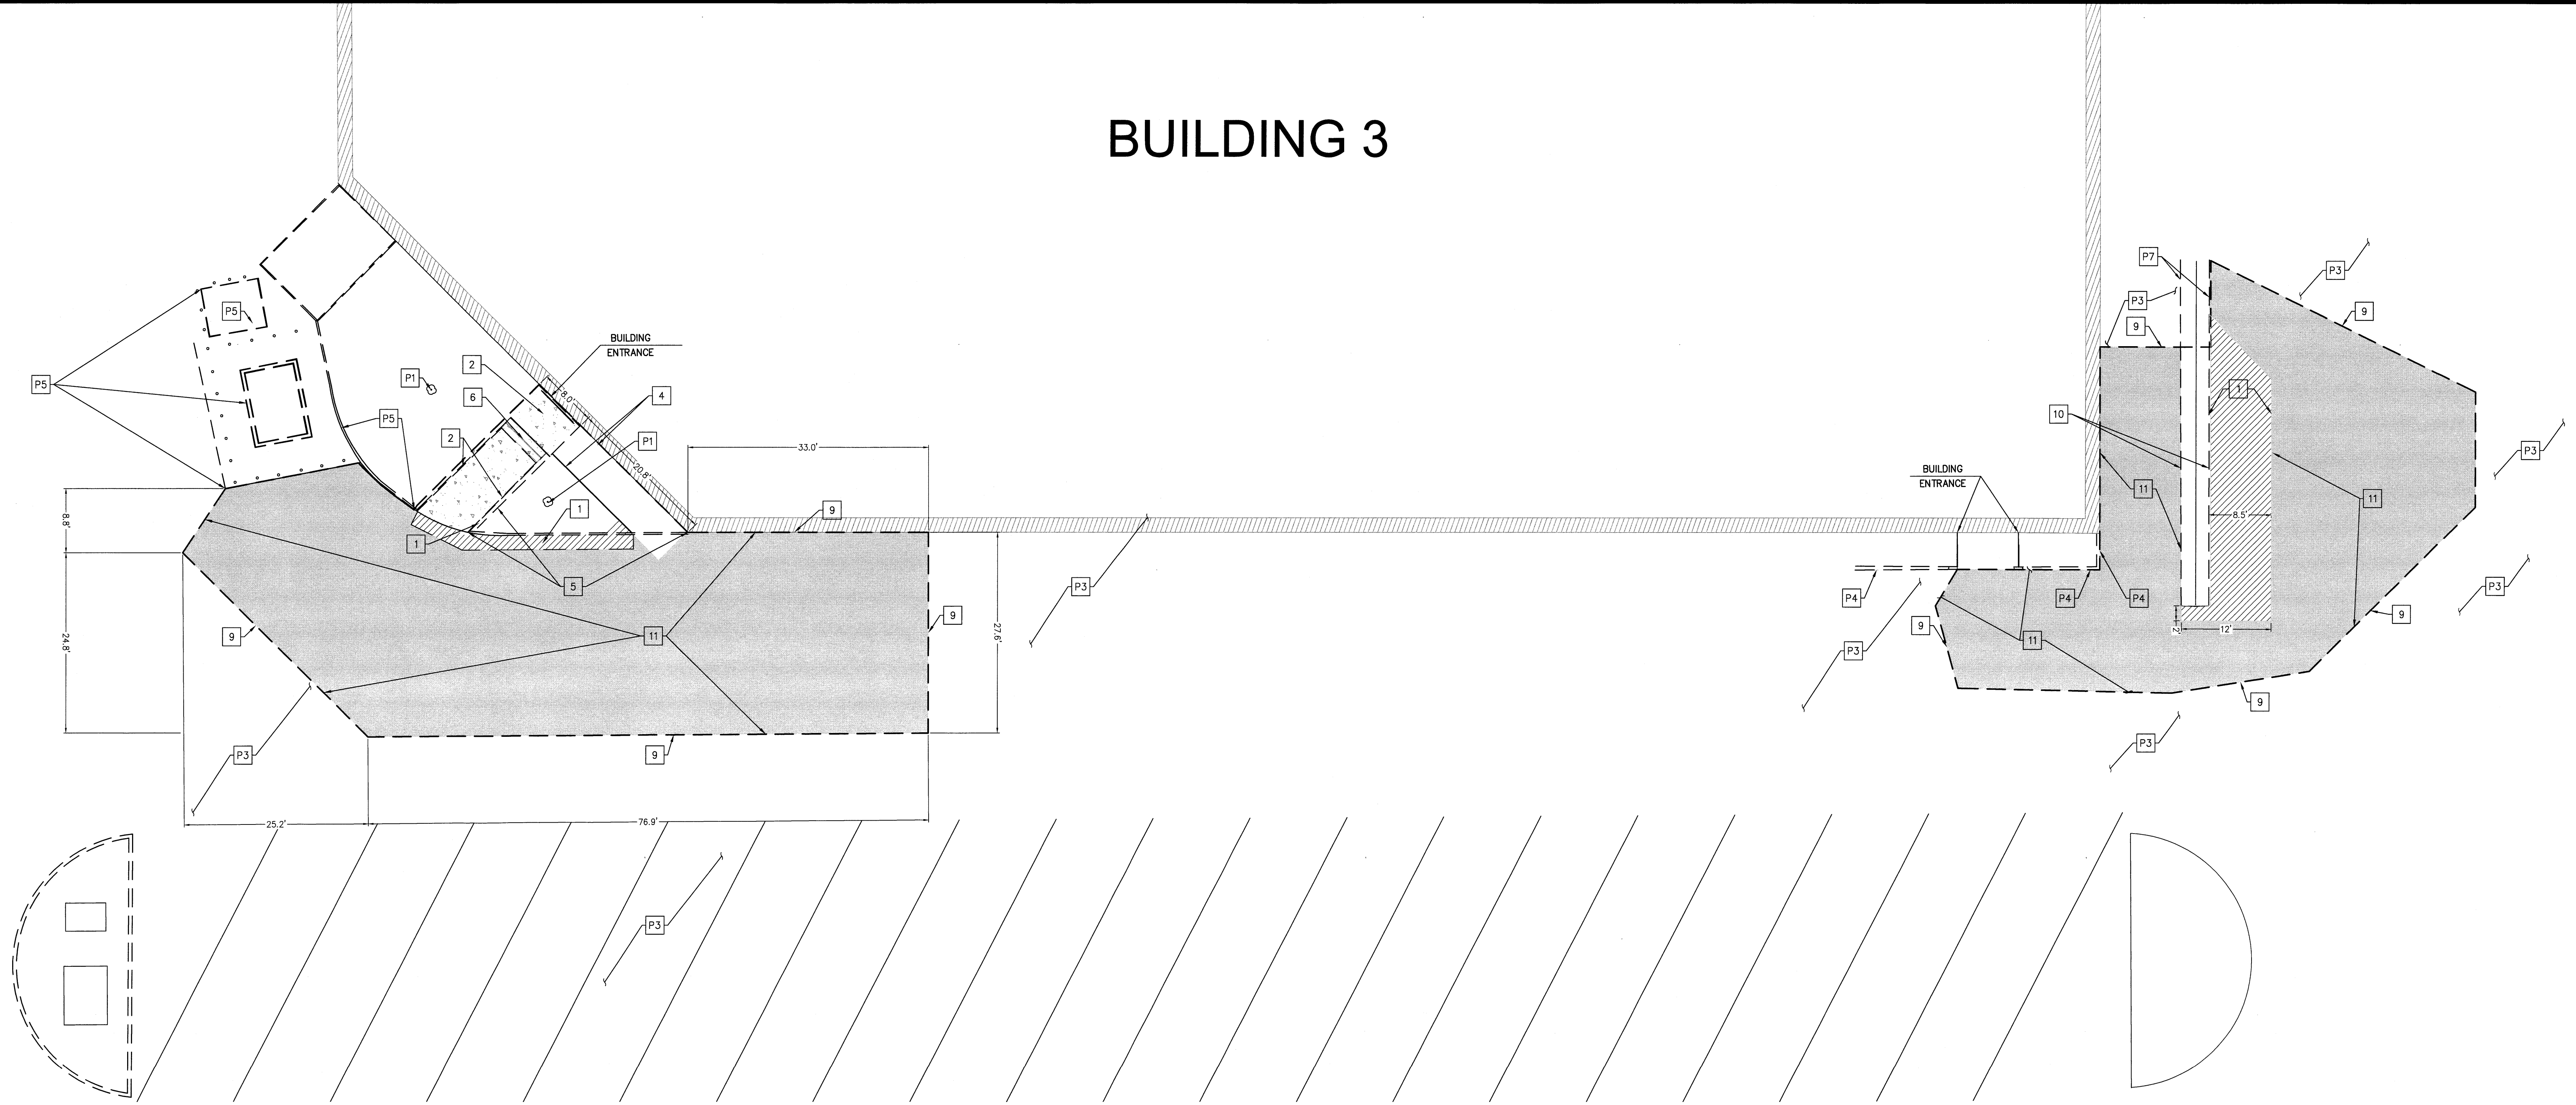 BUILDING 3
P7
P3
P3
9
9
P5
P5
BUILDING
ENTRANCE
2
P1
6
8.0'
4
P5
10
1
2
P1
33.0'
P3
20.8'
BUILDING
ENTRANCE
11
11
8.8'
1
9
8.5'
1
5
P3
P4
P4
P4
P3
9
27.6'
9
2'
12'
9
9
11
24.8'
11
P3
9
9
P3
P3
25.2'
76.9'
P3